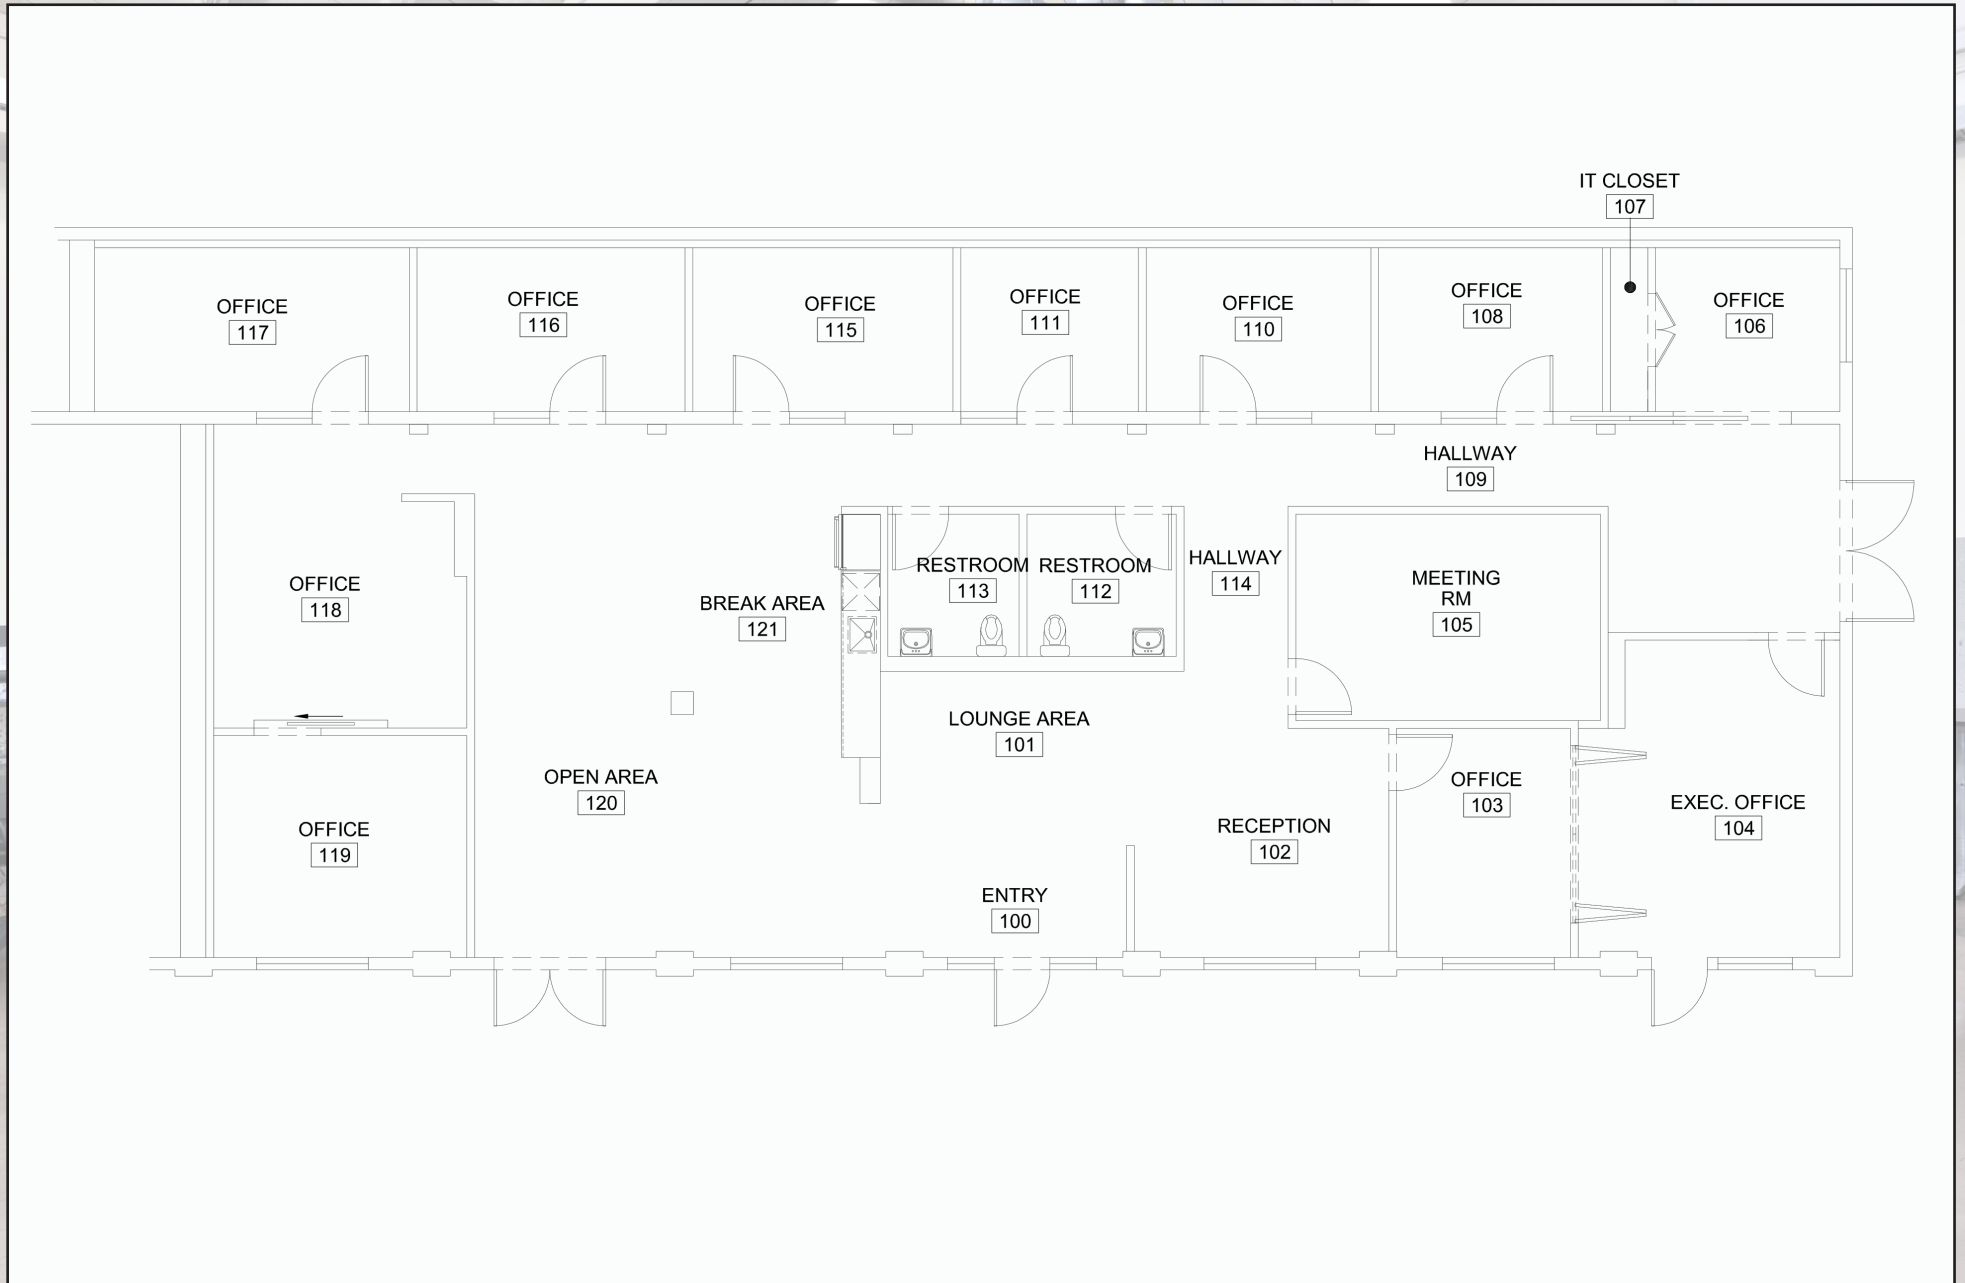 IT CLOSET
107
OFFICE
117
OFFICE
116
OFFICE
115
OFFICE
111
OFFICE
110
OFFICE
108
OFFICE
106
HALLWAY
109
OFFICE
118
BREAK AREA
121
RESTROOM
113
RESTROOM
112
HALLWAY
114
MEETING
RM
105
LOUNGE AREA
101
OPEN AREA
120
OFFICE
119
RECEPTION
102
OFFICE
103
EXEC. OFFICE
104
ENTRY
100